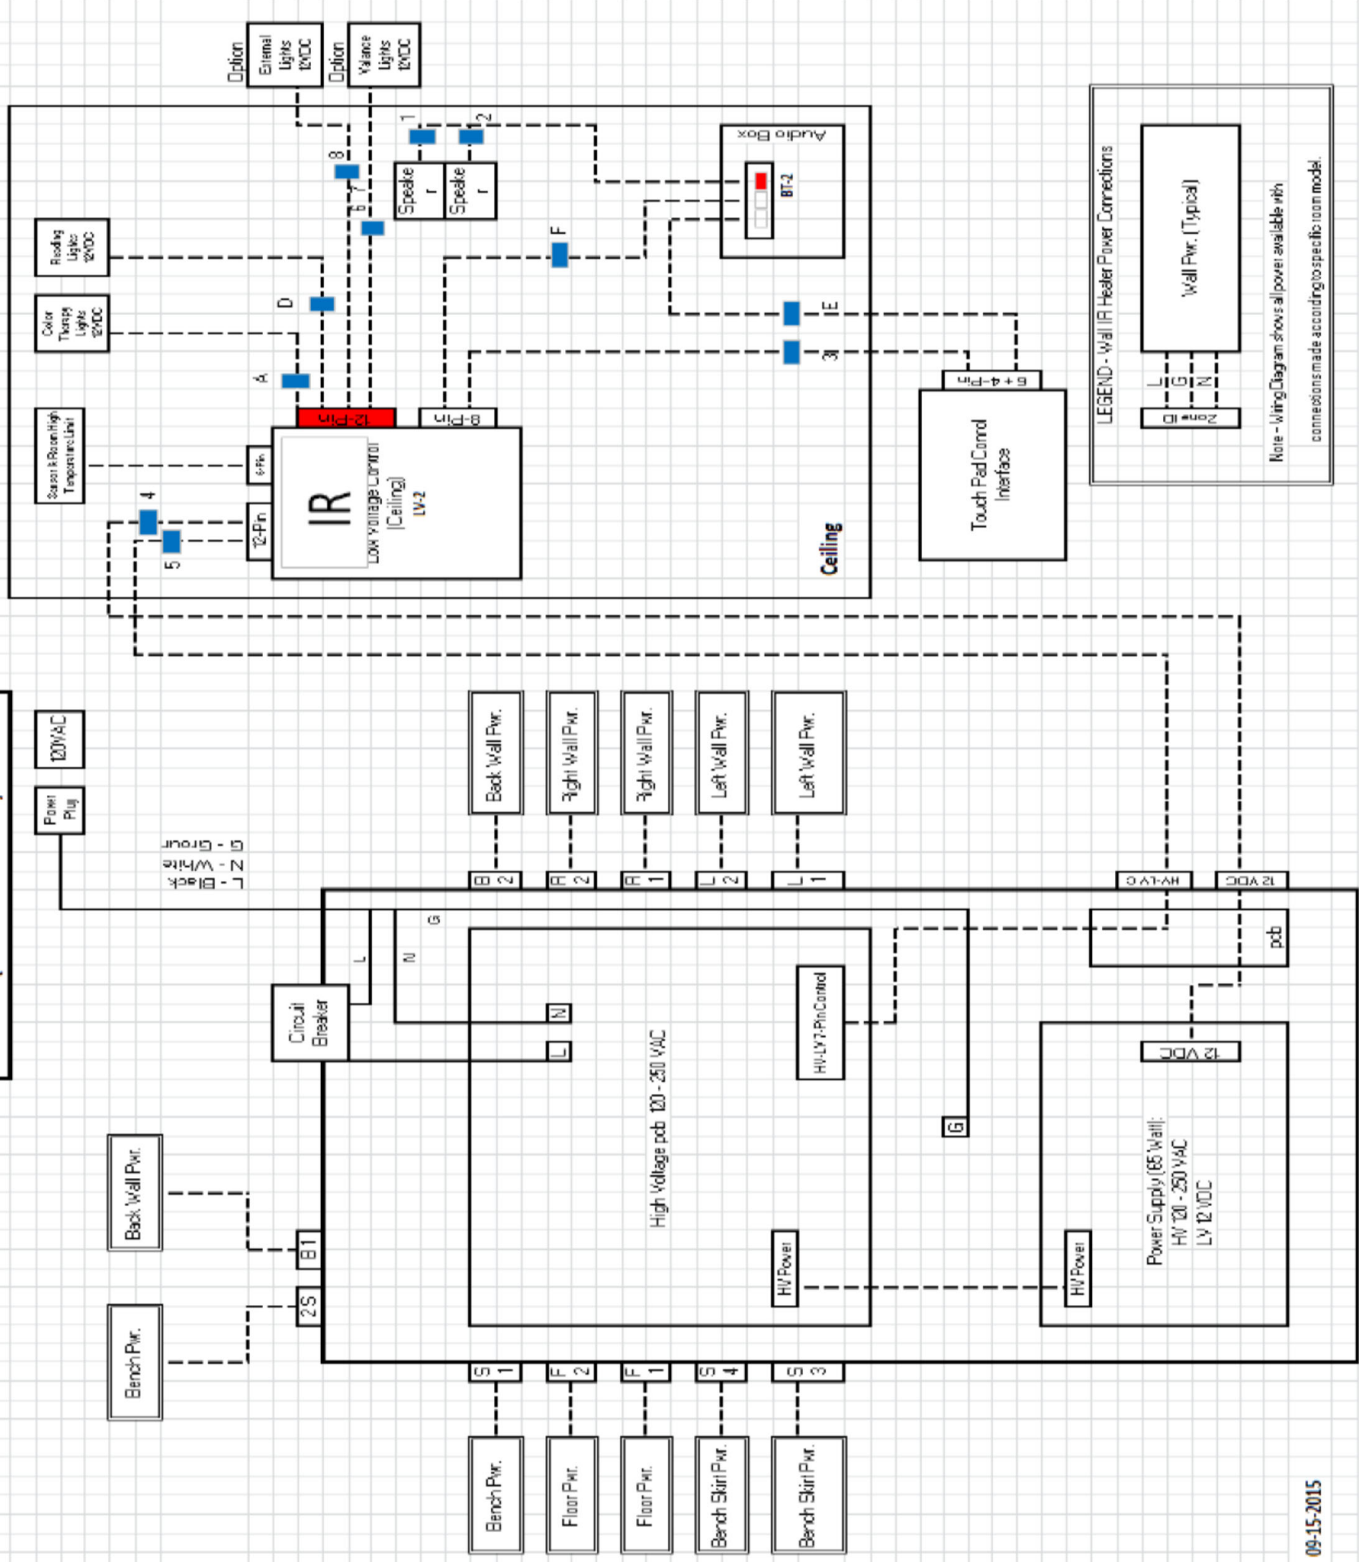 Option
External
Lights
12VDC
Option
Valance
Lights
12VDC
Reading
Lights
12VDC
Color
Therapy
Lights
12VDC
Sensor & Room High
Temperature Limit
8
7
6
1
2
Speake
r
Speake
r
Audio Box
BT-2
D
A
F
E
3
4
5
6-Pin
12-Pin
12-Pin
8-Pin
IR
Low Voltage Control
(Ceiling)
LV-2
Ceiling
6 + 4-Pin
Touch Pad Conrol
Interface
LEGEND - Wall IR Heater Power Connections
Wall Pwr. (Typical)
L
G
N
Zone ID
Note - Wiring Diagram shows all power available with
connections made according to specific room model.
120VAC
Power
Plug
L - Black
N - White
G - Groun
Back Wall Pwr.
Right Wall Pwr.
Right Wall Pwr.
Left Wall Pwr.
Left Wall Pwr.
B
2
R
2
R
1
L
2
L
1
HV-LV C
12 VDC
pcb
Circuit
Breaker
L
N
G
L
N
HV-LV 7-Pin Control
High Voltage pcb 120 - 250 VAC
G
HV Power
HV Power
12 VDC
Power Supply (65 Watt):
HV 120 - 250 VAC
LV 12 VDC
Back Wall Pwr.
B1
Bench Pwr.
2S
S
1
F
2
F
1
S
4
S
3
Bench Pwr.
Floor Pwr.
Floor Pwr.
Bench Skirt Pwr.
Bench Skirt Pwr.
09-15-2015